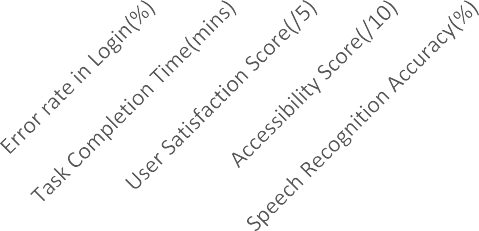 Error rate in Login(%)
Task Completion Time(mins)
User Satisfaction Score(/5)
Accessibility Score(/10)
Speech Recognition Accuracy(%)